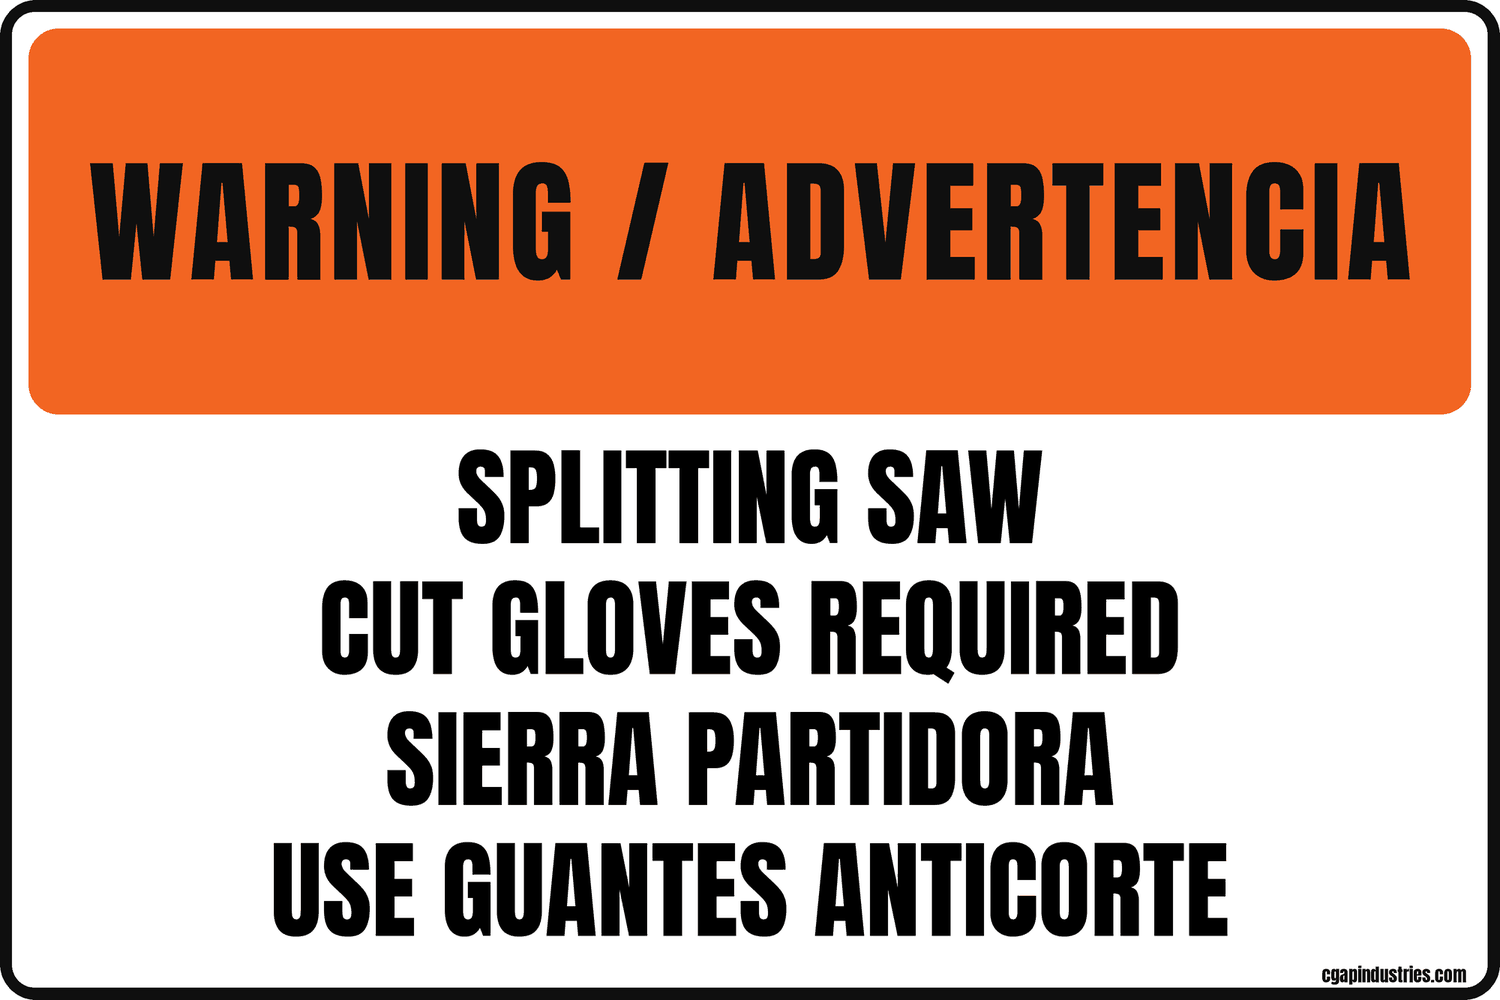 WARNING / ADVERTENCIA
SPLITTING SAW
CUT GLOVES REQUIRED
SIERRA PARTIDORA
USE GUANTES ANTICORTE
cgapindustries.com